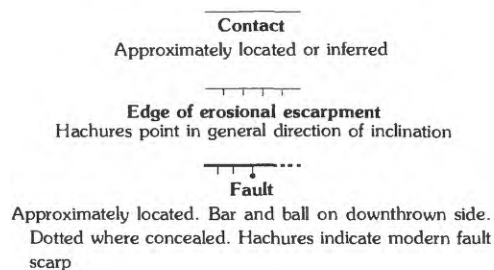 Contact
Approximately located or inferred
Edge of erosional escarpment
Hachures point in general direction of inclination
Fault
Approximately located. Bar and ball on downthrown side.
Dotted where concealed. Hachures indicate modern fault
scarp